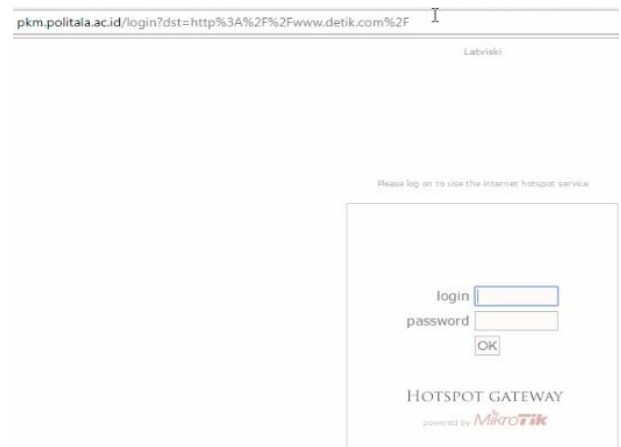 pkm.politala.ac.id/login?dst=http%3A%2F%2Fwww.detik.com%2F
Latviski
Please log on to use the internet hotspot service
login
password
OK
HOTSPOT GATEWAY
powered by MikroTik